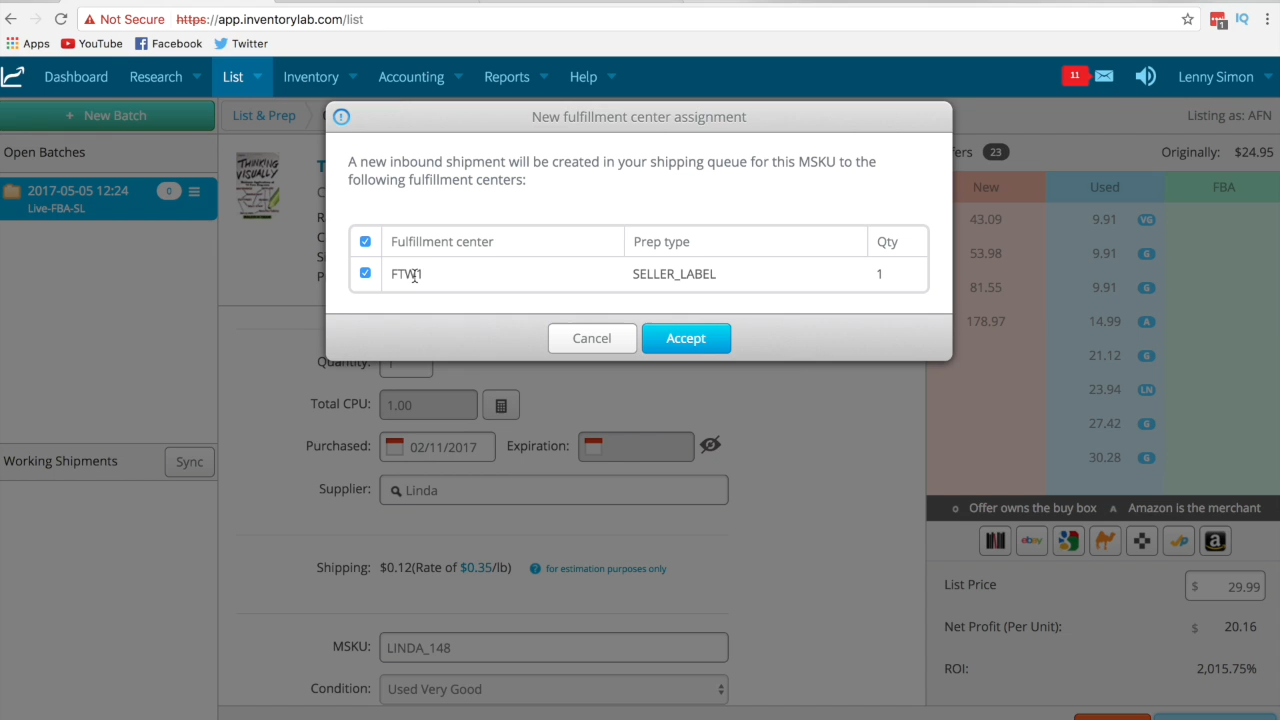 Not Secure https://app.inventorylab.com/list
1
IQ
Apps YouTube Facebook Twitter
Dashboard Research List Inventory Accounting Reports Help 11 Lenny Simon
+ New Batch
List & Prep
Listing as: AFN
Open Batches
2017-05-05 12:24 0
Live-FBA-SL
THINKING VISUALLY
New fulfillment center assignment
A new inbound shipment will be created in your shipping queue for this MSKU to the
following fulfillment centers:
Fulfillment center Prep type Qty
FTW1 SELLER_LABEL 1
Cancel Accept
23 Originally: $24.95
New Used FBA
43.09 9.91 VG
53.98 9.91 G
81.55 9.91 G
178.97 14.99 A
21.12 G
23.94 LN
27.42 G
30.28 G
Quantity: 1
Total CPU: 1.00
Purchased: 02/11/2017 Expiration:
Working Shipments Sync
Supplier: Linda
O Offer owns the buy box A Amazon is the merchant
ebay
a
Shipping: $0.12(Rate of $0.35/lb) ? for estimation purposes only
List Price $ 29.99
Net Profit (Per Unit): $ 20.16
MSKU: LINDA_148
ROI: 2,015.75%
Condition: Used Very Good